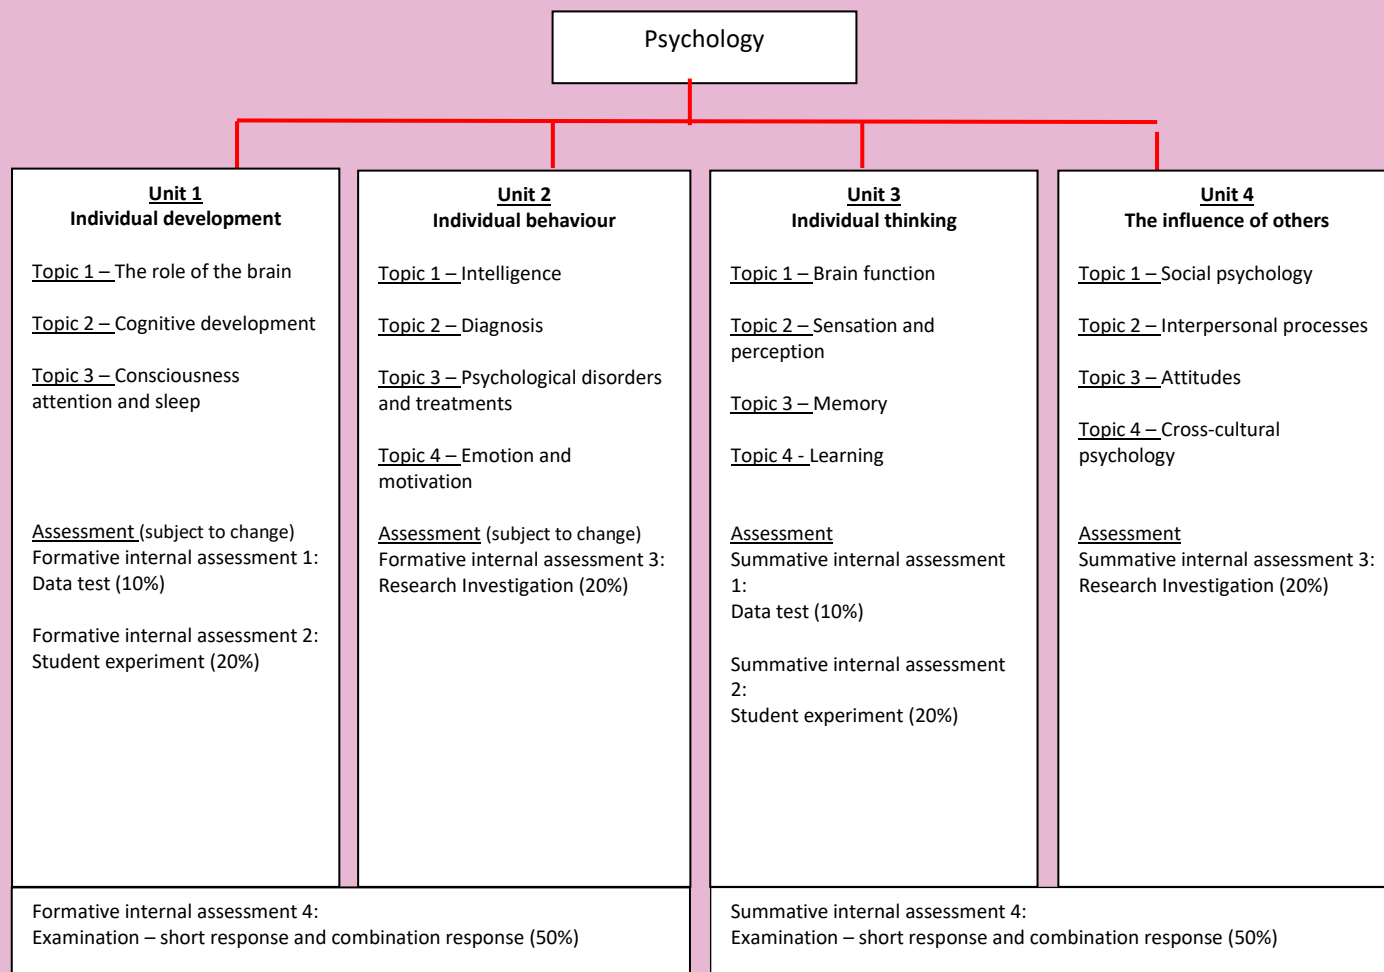 Psychology
Unit 1
Individual development
Topic 1 – The role of the brain
Topic 2 – Cognitive development
Topic 3 – Consciousness
attention and sleep
Assessment (subject to change)
Formative internal assessment 1:
Data test (10%)
Formative internal assessment 2:
Student experiment (20%)
Unit 2
Individual behaviour
Topic 1 – Intelligence
Topic 2 – Diagnosis
Topic 3 – Psychological disorders
and treatments
Topic 4 – Emotion and
motivation
Assessment (subject to change)
Formative internal assessment 3:
Research Investigation (20%)
Unit 3
Individual thinking
Topic 1 – Brain function
Topic 2 – Sensation and
perception
Topic 3 – Memory
Topic 4 - Learning
Assessment
Summative internal assessment
1:
Data test (10%)
Summative internal assessment
2:
Student experiment (20%)
Unit 4
The influence of others
Topic 1 – Social psychology
Topic 2 – Interpersonal processes
Topic 3 – Attitudes
Topic 4 – Cross-cultural
psychology
Assessment
Summative internal assessment 3:
Research Investigation (20%)
Formative internal assessment 4:
Examination – short response and combination response (50%)
Summative internal assessment 4:
Examination – short response and combination response (50%)